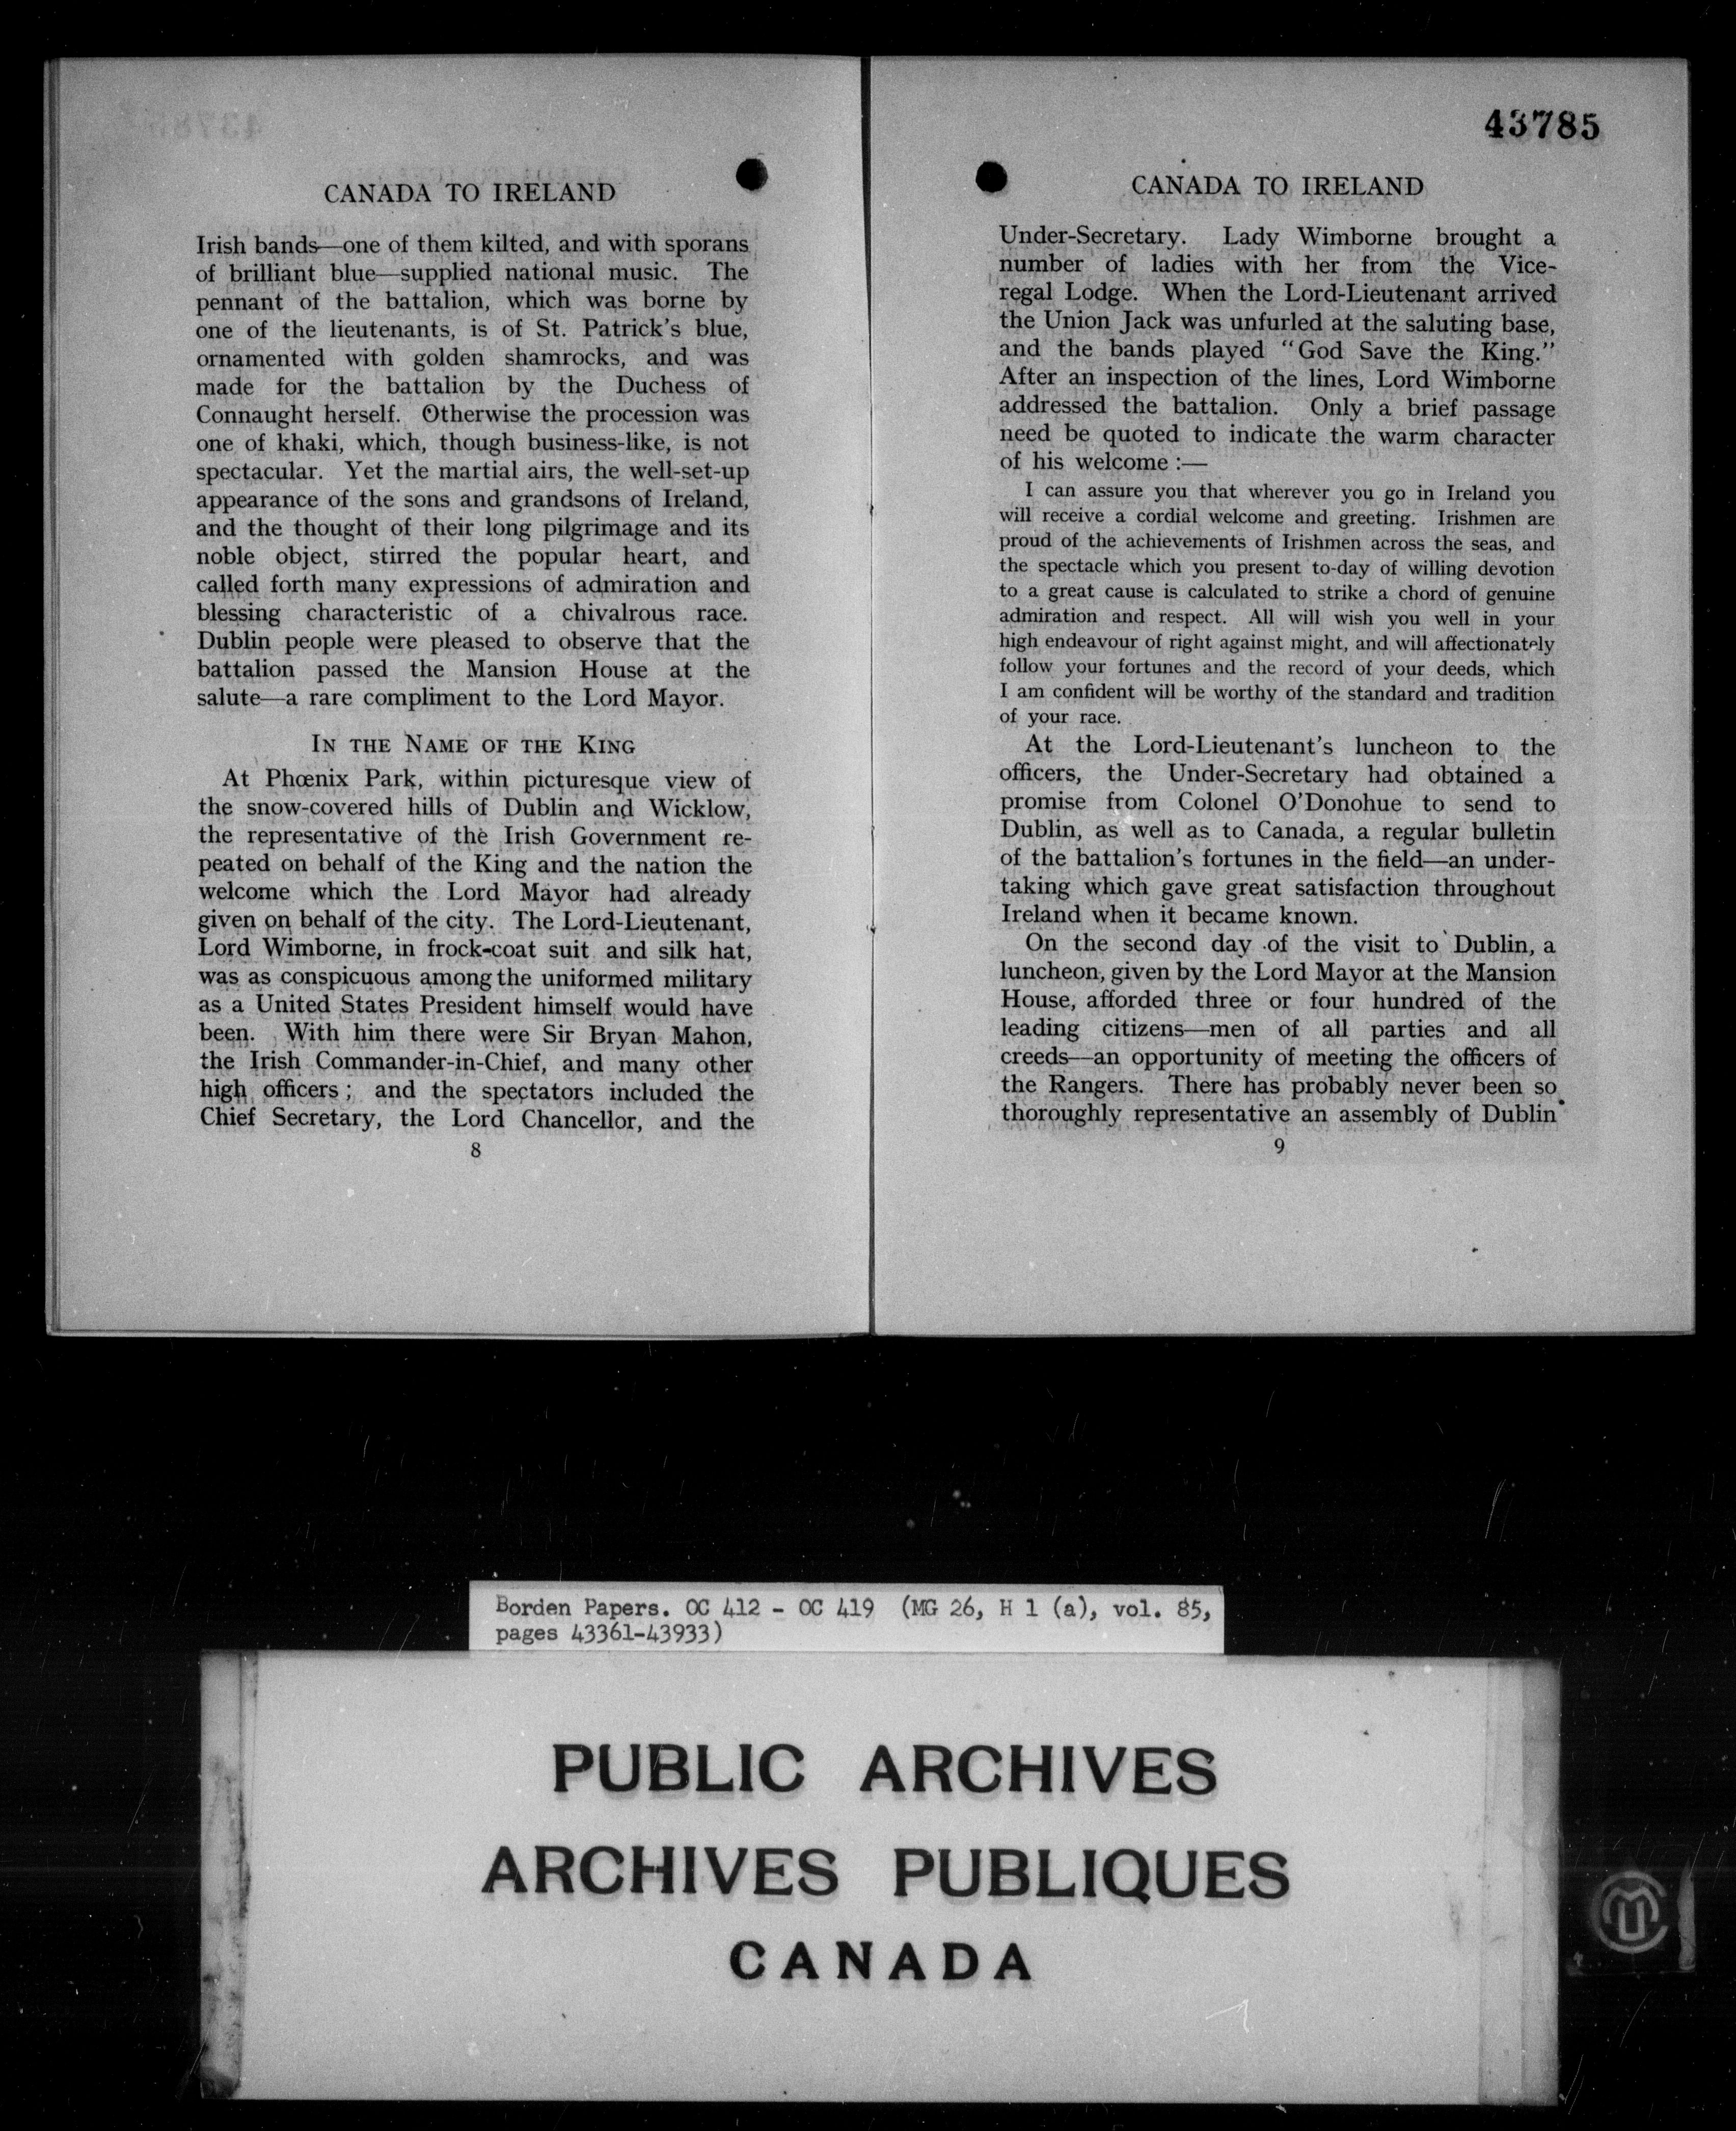 CANADA TO IRELAND
Irish bands—one of them kilted, and with sporans
of brilliant blue—supplied national music. The
pennant of the battalion, which was borne by
one of the lieutenants, is of St. Patrick's blue,
ornamented with golden shamrocks, and was
made for the battalion by the Duchess of
Connaught herself. Otherwise the procession was
one of khaki, which, though business-like, is not
spectacular. Yet the martial airs, the well-set-up
appearance of the sons and grandsons of Ireland,
and the thought of their long pilgrimage and its
noble object, stirred the popular heart, and
called forth many expressions of admiration and
blessing characteristic of a chivalrous race.
Dublin people were pleased to observe that the
battalion passed the Mansion House at the
salute—a rare compliment to the Lord Mayor.
IN THE NAME OF THE KING
At Phœnix Park, within picturesque view of
the snow-covered hills of Dublin and Wicklow,
the representative of the Irish Government re-
peated on behalf of the King and the nation the
welcome which the Lord Mayor had already
given on behalf of the city. The Lord-Lieutenant,
Lord Wimborne, in frock-coat suit and silk hat,
was as conspicuous among the uniformed military
as a United States President himself would have
been. With him there were Sir Bryan Mahon,
the Irish Commander-in-Chief, and many other
high officers; and the spectators included the
Chief Secretary, the Lord Chancellor, and the
8
43785
CANADA TO IRELAND
Under-Secretary. Lady Wimborne brought a
number of ladies with her from the Vice-
regal Lodge. When the Lord-Lieutenant arrived
the Union Jack was unfurled at the saluting base,
and the bands played "God Save the King."
After an inspection of the lines, Lord Wimborne
addressed the battalion. Only a brief passage
need be quoted to indicate the warm character
of his welcome :—
I can assure you that wherever you go in Ireland you
will receive a cordial welcome and greeting. Irishmen are
proud of the achievements of Irishmen across the seas, and
the spectacle which you present to-day of willing devotion
to a great cause is calculated to strike a chord of genuine
admiration and respect. All will wish you well in your
high endeavour of right against might, and will affectionately
follow your fortunes and the record of your deeds, which
I am confident will be worthy of the standard and tradition
of your race.
At the Lord-Lieutenant's luncheon to the
officers, the Under-Secretary had obtained a
promise from Colonel O'Donohue to send to
Dublin, as well as to Canada, a regular bulletin
of the battalion's fortunes in the field—an under-
taking which gave great satisfaction throughout
Ireland when it became known.
On the second day of the visit to Dublin, a
luncheon, given by the Lord Mayor at the Mansion
House, afforded three or four hundred of the
leading citizens—men of all parties and all
creeds—an opportunity of meeting the officers of
the Rangers. There has probably never been so
thoroughly representative an assembly of Dublin
9
Borden Papers. OC 412 - OC 419 (MG 26, H 1 (a), vol. 85,
pages 43361-43933)
PUBLIC ARCHIVES
ARCHIVES PUBLIQUES
CANADA